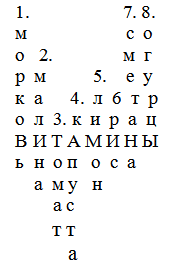 1. 7. 8.
м с о
о 2. м г
р м 5. е у
к а 4. л 6 т р
о л 3. к и р а ц
В И Т А М И Н Ы
ь н о п о с а
а м у н
а с
т т
а